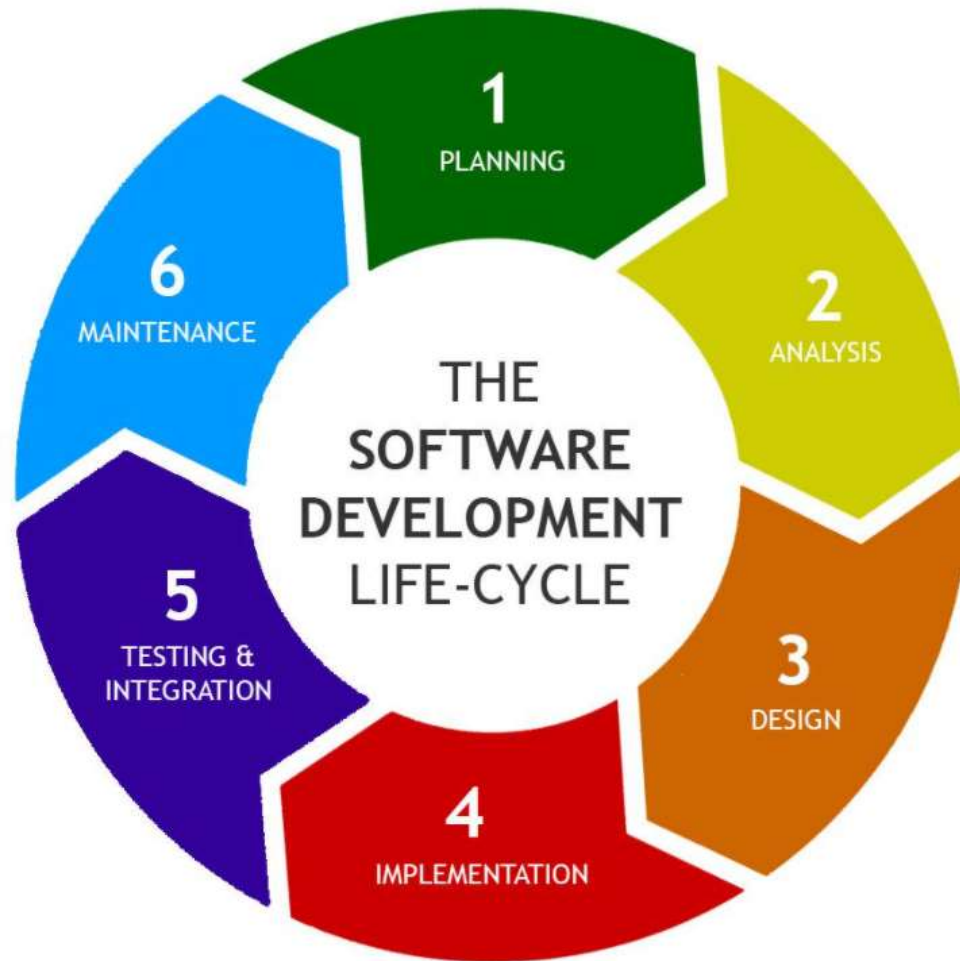 1
PLANNING
2
ANALYSIS
3
DESIGN
4
IMPLEMENTATION
5
TESTING &
INTEGRATION
6
MAINTENANCE
THE
SOFTWARE
DEVELOPMENT
LIFE-CYCLE